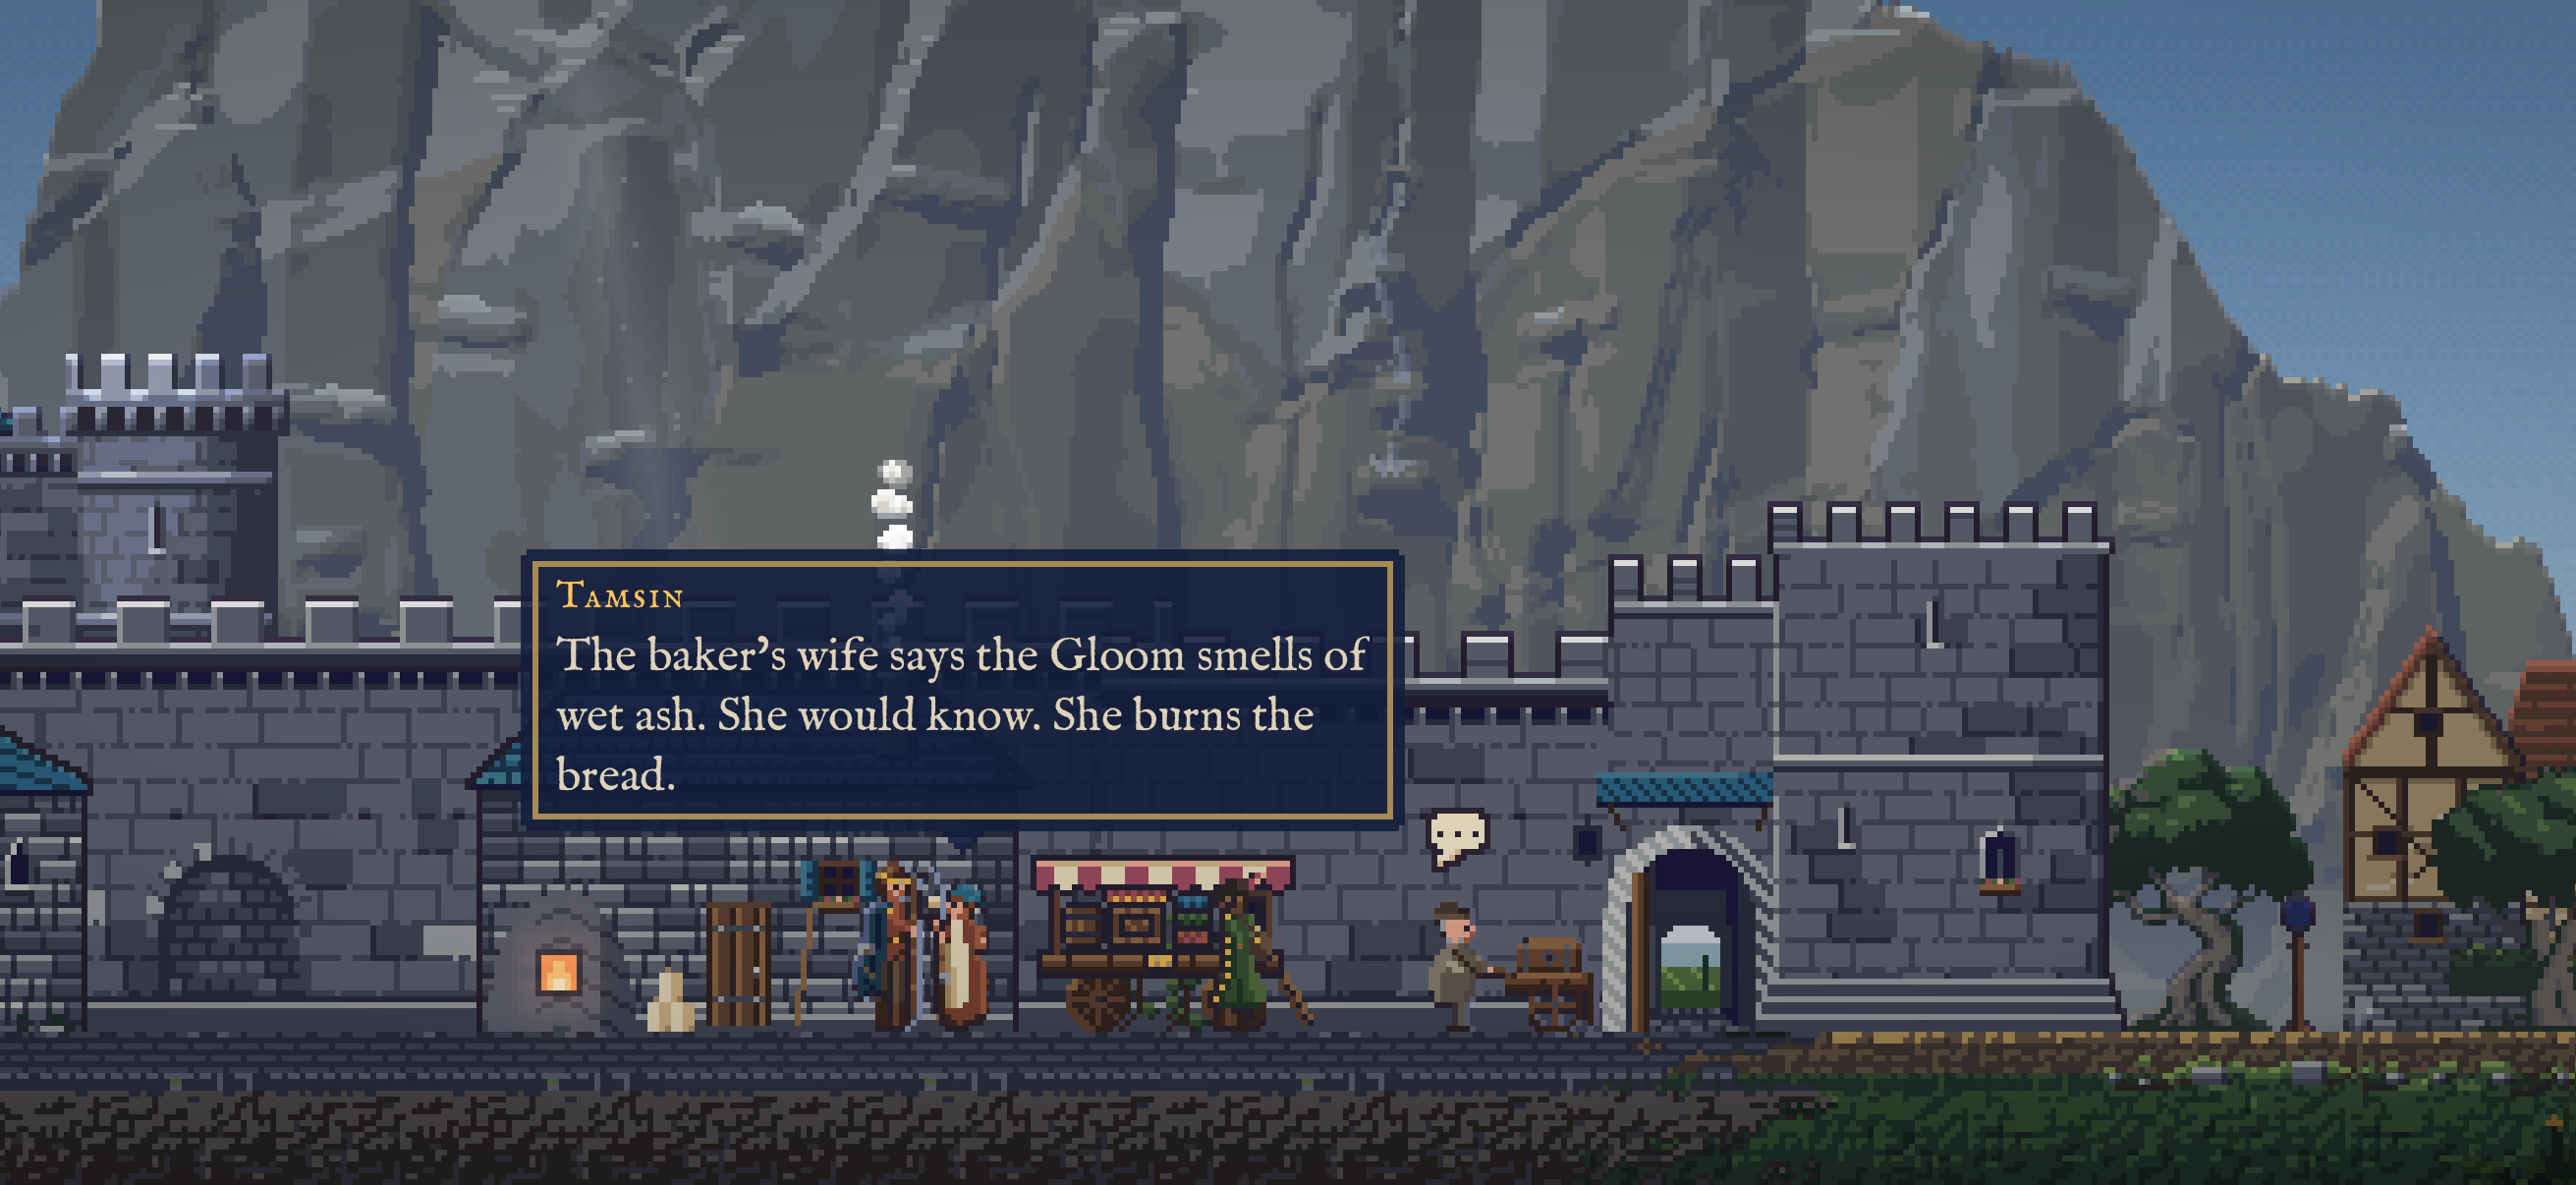 Tamsin
The baker’s wife says the Gloom smells of
wet ash. She would know. She burns the
bread.